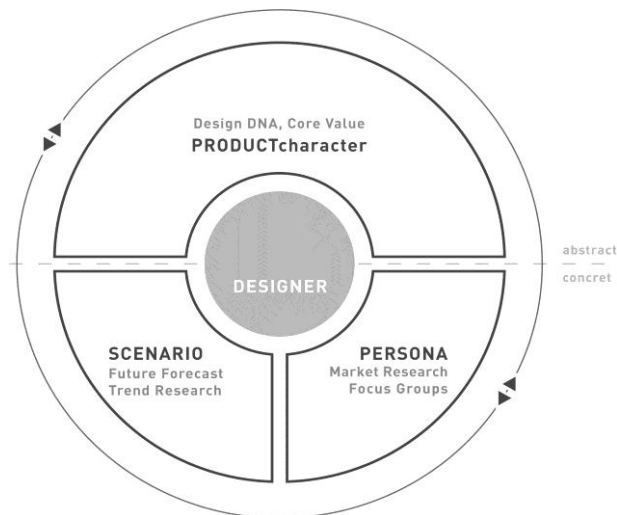 Design DNA, Core Value
PRODUCTcharacter
abstract
concret
DESIGNER
SCENARIO
Future Forecast
Trend Research
PERSONA
Market Research
Focus Groups